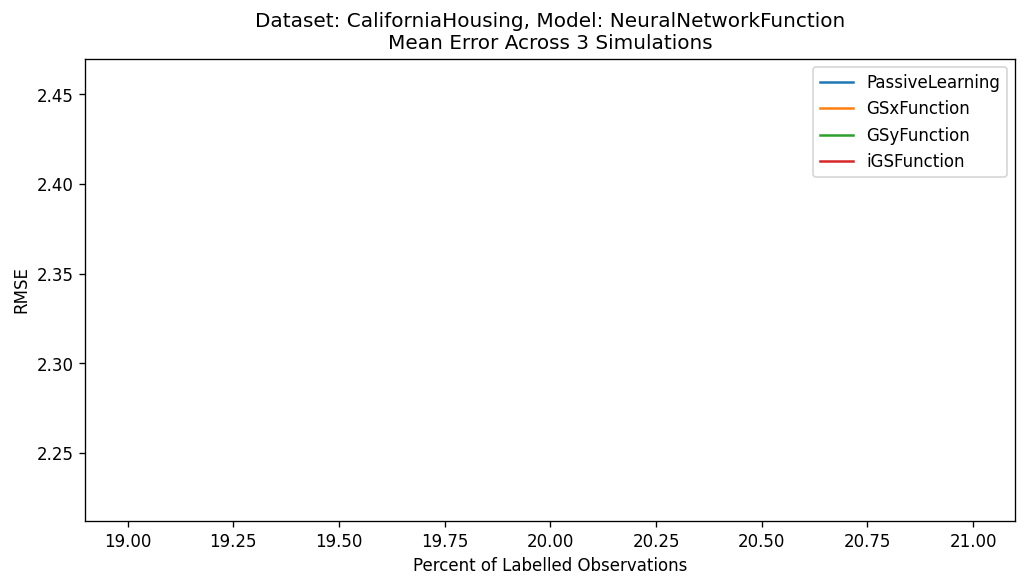 Dataset: CaliforniaHousing, Model: NeuralNetworkFunction
Mean Error Across 3 Simulations
PassiveLearning
GSxFunction
GSyFunction
iGSFunction
RMSE
2.45
2.40
2.35
2.30
2.25
19.00 19.25 19.50 19.75 20.00 20.25 20.50 20.75 21.00
Percent of Labelled Observations